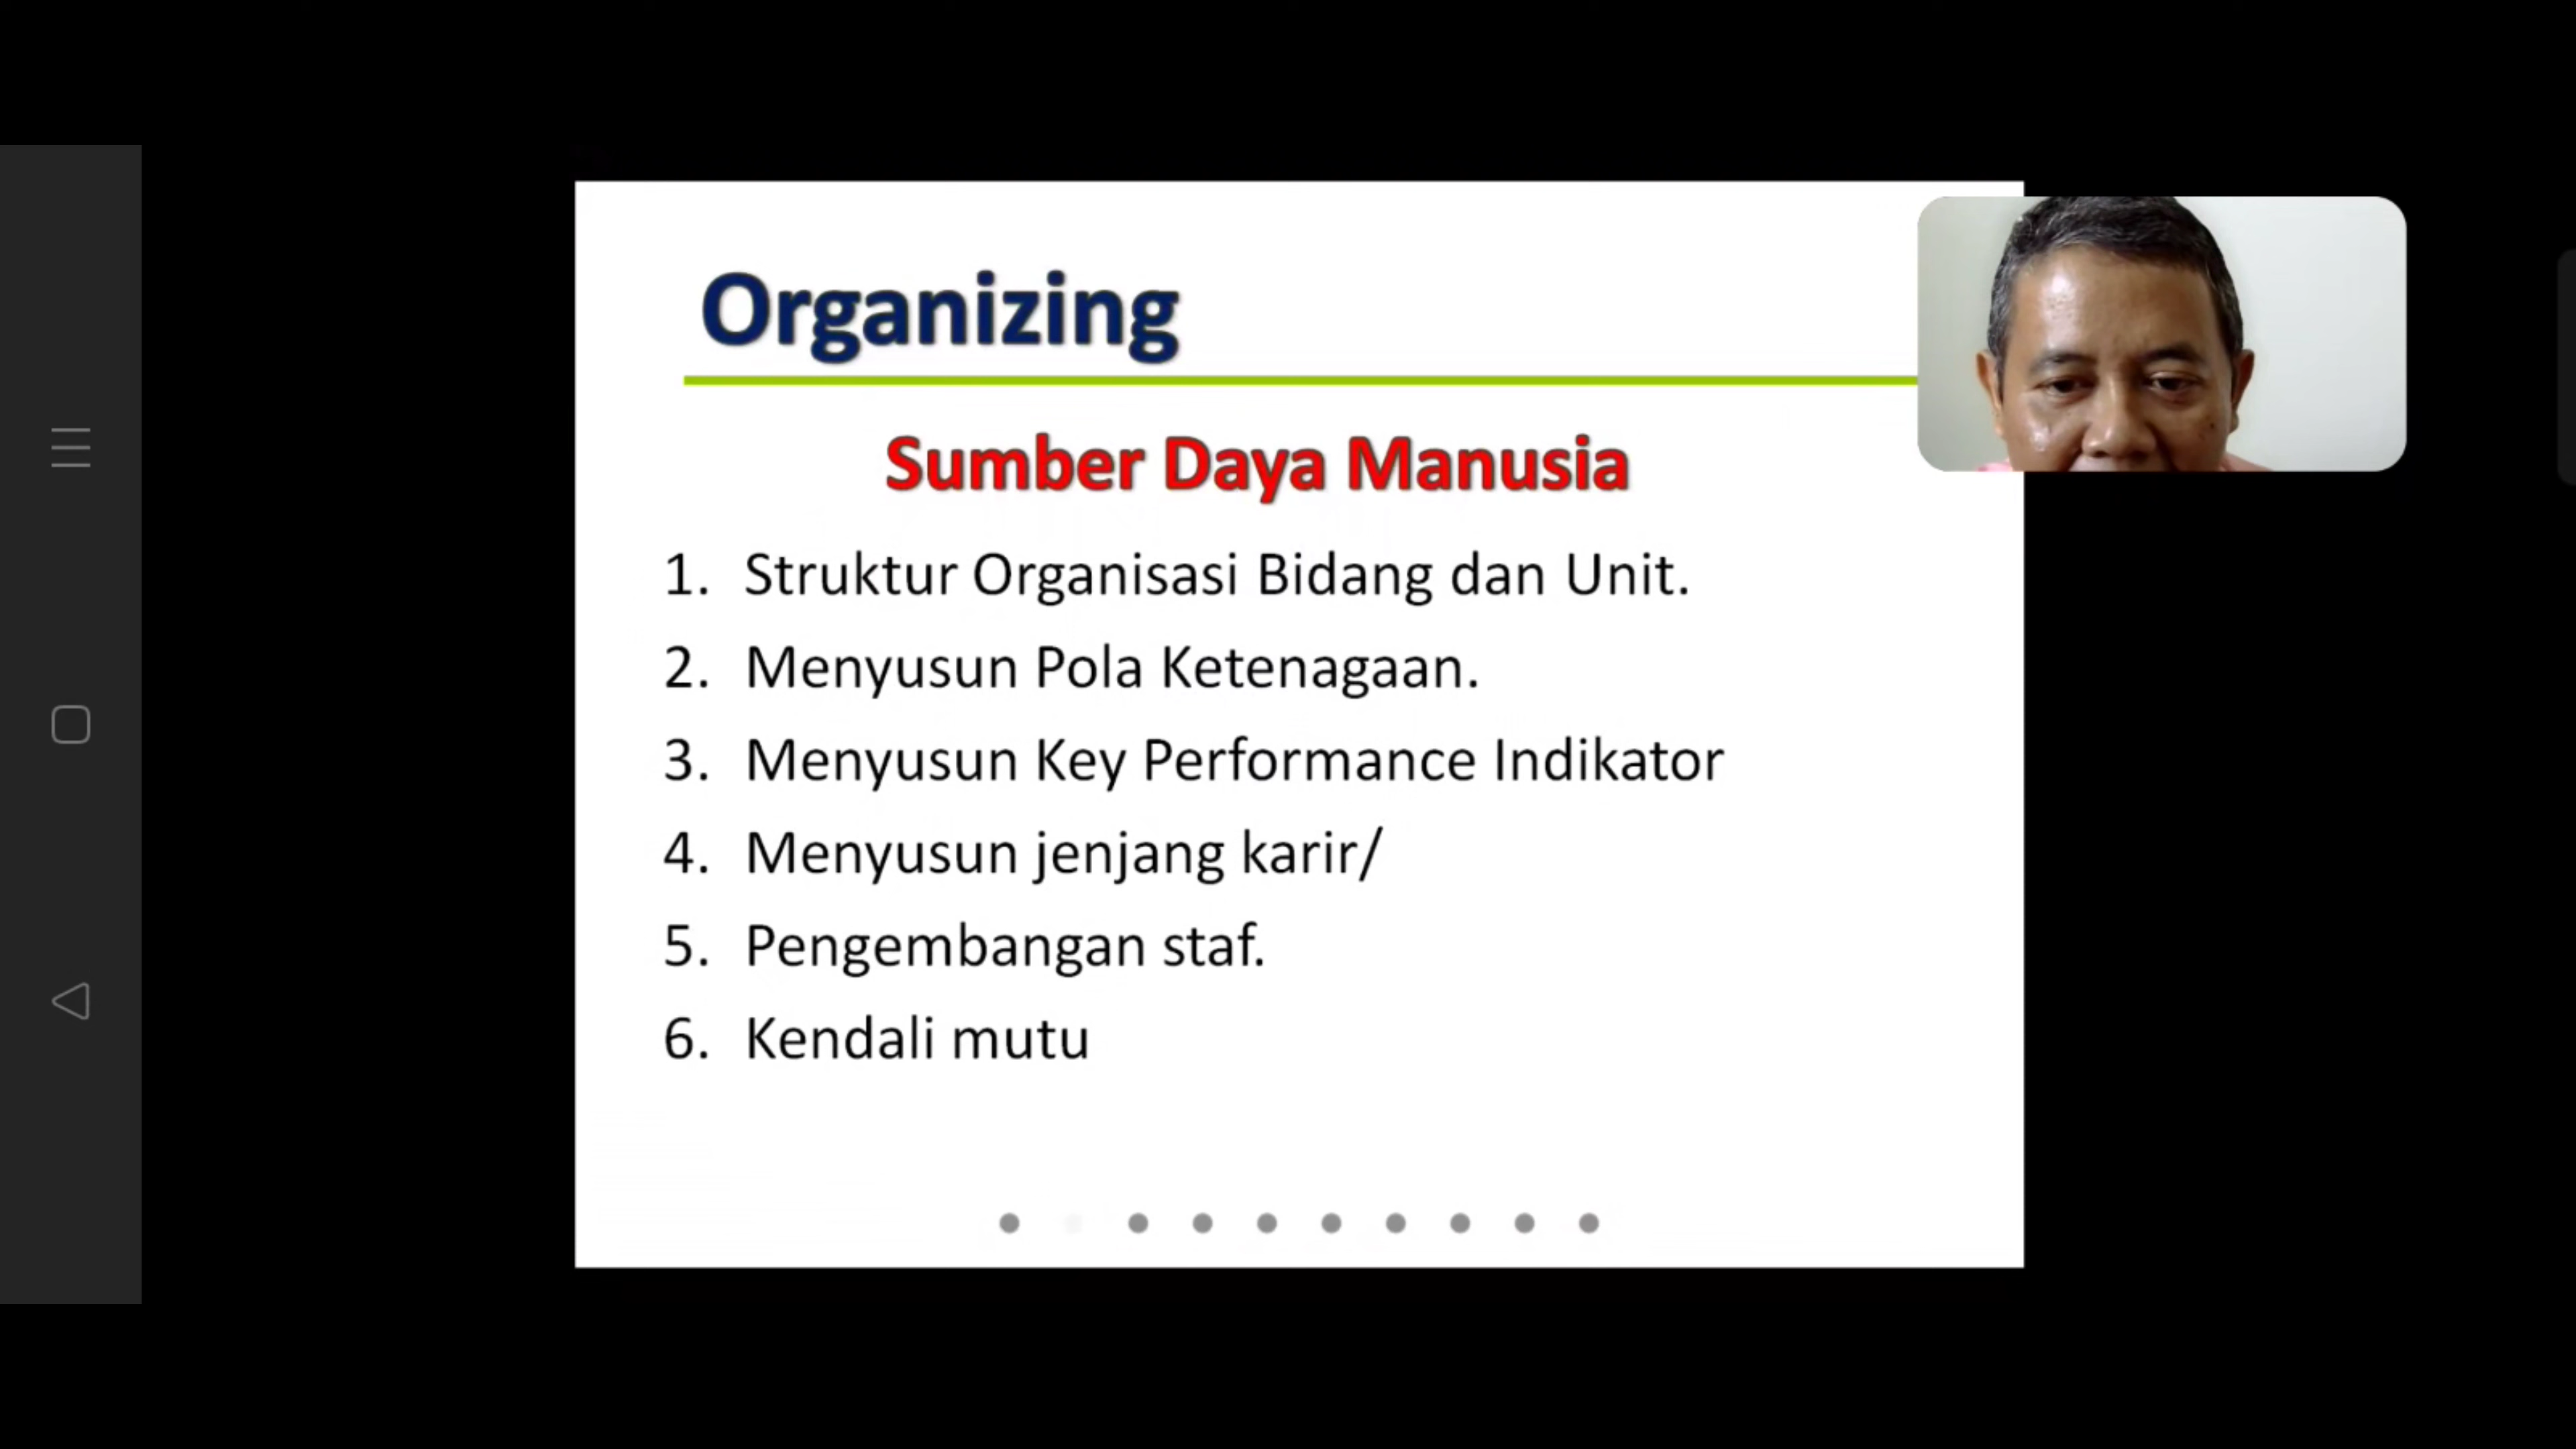 Organizing
Sumber Daya Manusia
1. Struktur Organisasi Bidang dan Unit.
2. Menyusun Pola Ketenagaan.
3. Menyusun Key Performance Indikator
4. Menyusun jenjang karir/
5. Pengembangan staf.
6. Kendali mutu